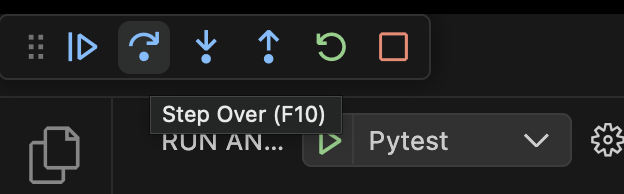 Step Over (F10)
RUN AN...
Pytest